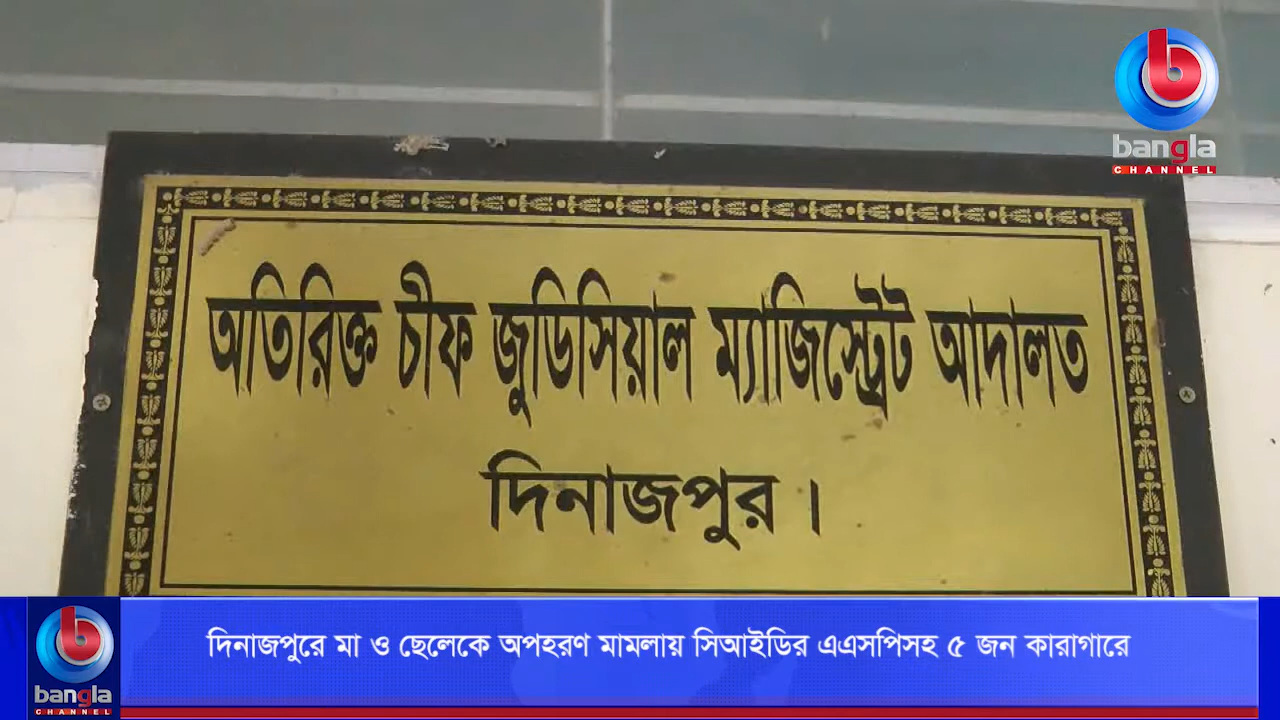 bangla
CHANNEL
অতিরিক্ত চীফ জুডিসিয়াল ম্যাজিস্ট্রেট আদালত
দিনাজপুর।
দিনাজপুরে মা ও ছেলেকে অপহরণ মামলায় সিআইডির এএসপিসহ ৫ জন কারাগারে
bangla
CHANNEL